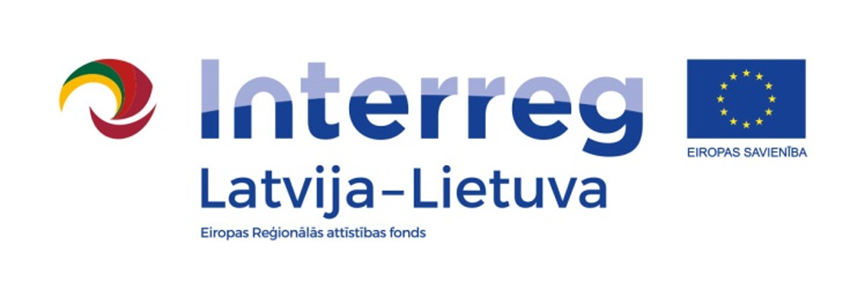 Interreg
EIROPAS SAVIENĪBA
Latvija–Lietuva
Eiropas Reģionālās attīstības fonds